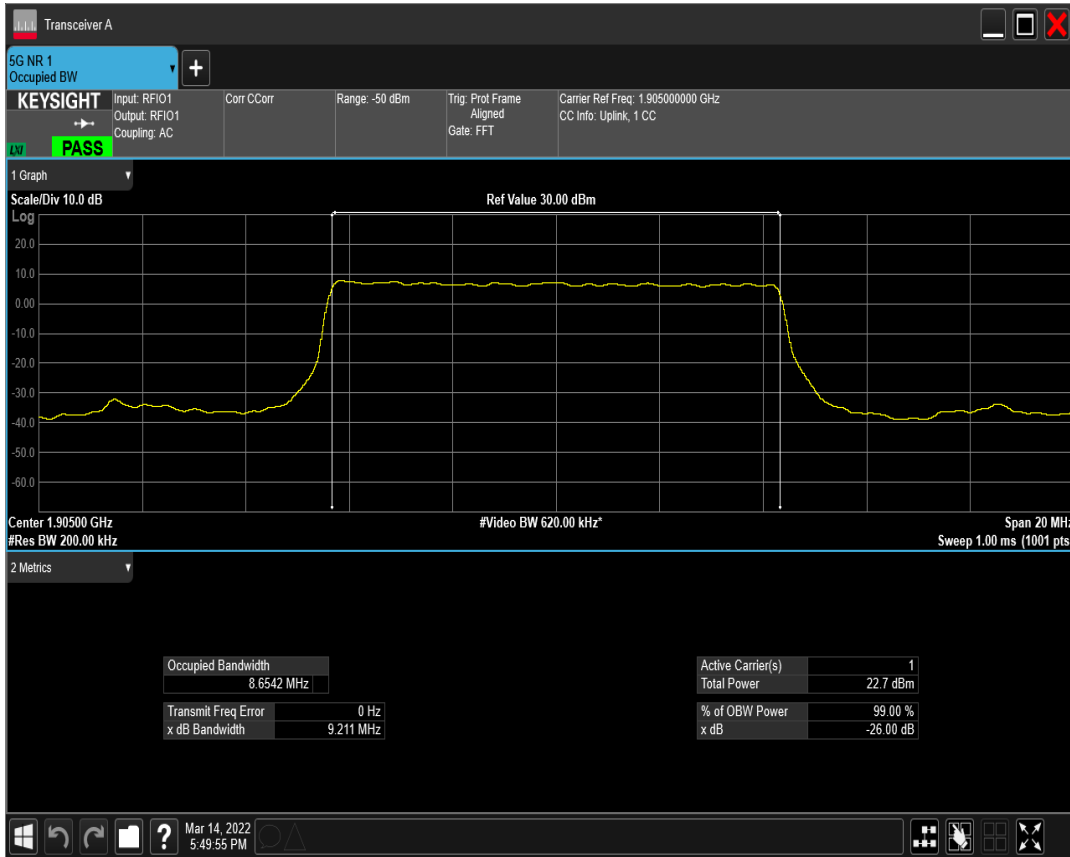 Transceiver A
5G NR 1
Occupied BW
+
KEYSIGHT
LXI
PASS
Input: RFIO1
Output: RFIO1
Coupling: AC
Corr CCorr
Range: -50 dBm
Trig: Prot Frame
Aligned
Gate: FFT
Carrier Ref Freq: 1.905000000 GHz
CC Info: Uplink, 1 CC
1 Graph
Scale/Div 10.0 dB
Ref Value 30.00 dBm
Log
20.0
10.0
0.00
-10.0
-20.0
-30.0
-40.0
-50.0
-60.0
Center 1.90500 GHz
#Video BW 620.00 kHz*
Span 20 MHz
#Res BW 200.00 kHz
Sweep 1.00 ms (1001 pts
2 Metrics
Occupied Bandwidth
8.6542 MHz
Transmit Freq Error 0 Hz
x dB Bandwidth 9.211 MHz
Active Carrier(s) 1
Total Power 22.7 dBm
% of OBW Power 99.00 %
x dB -26.00 dB
?
Mar 14, 2022
5:49:55 PM